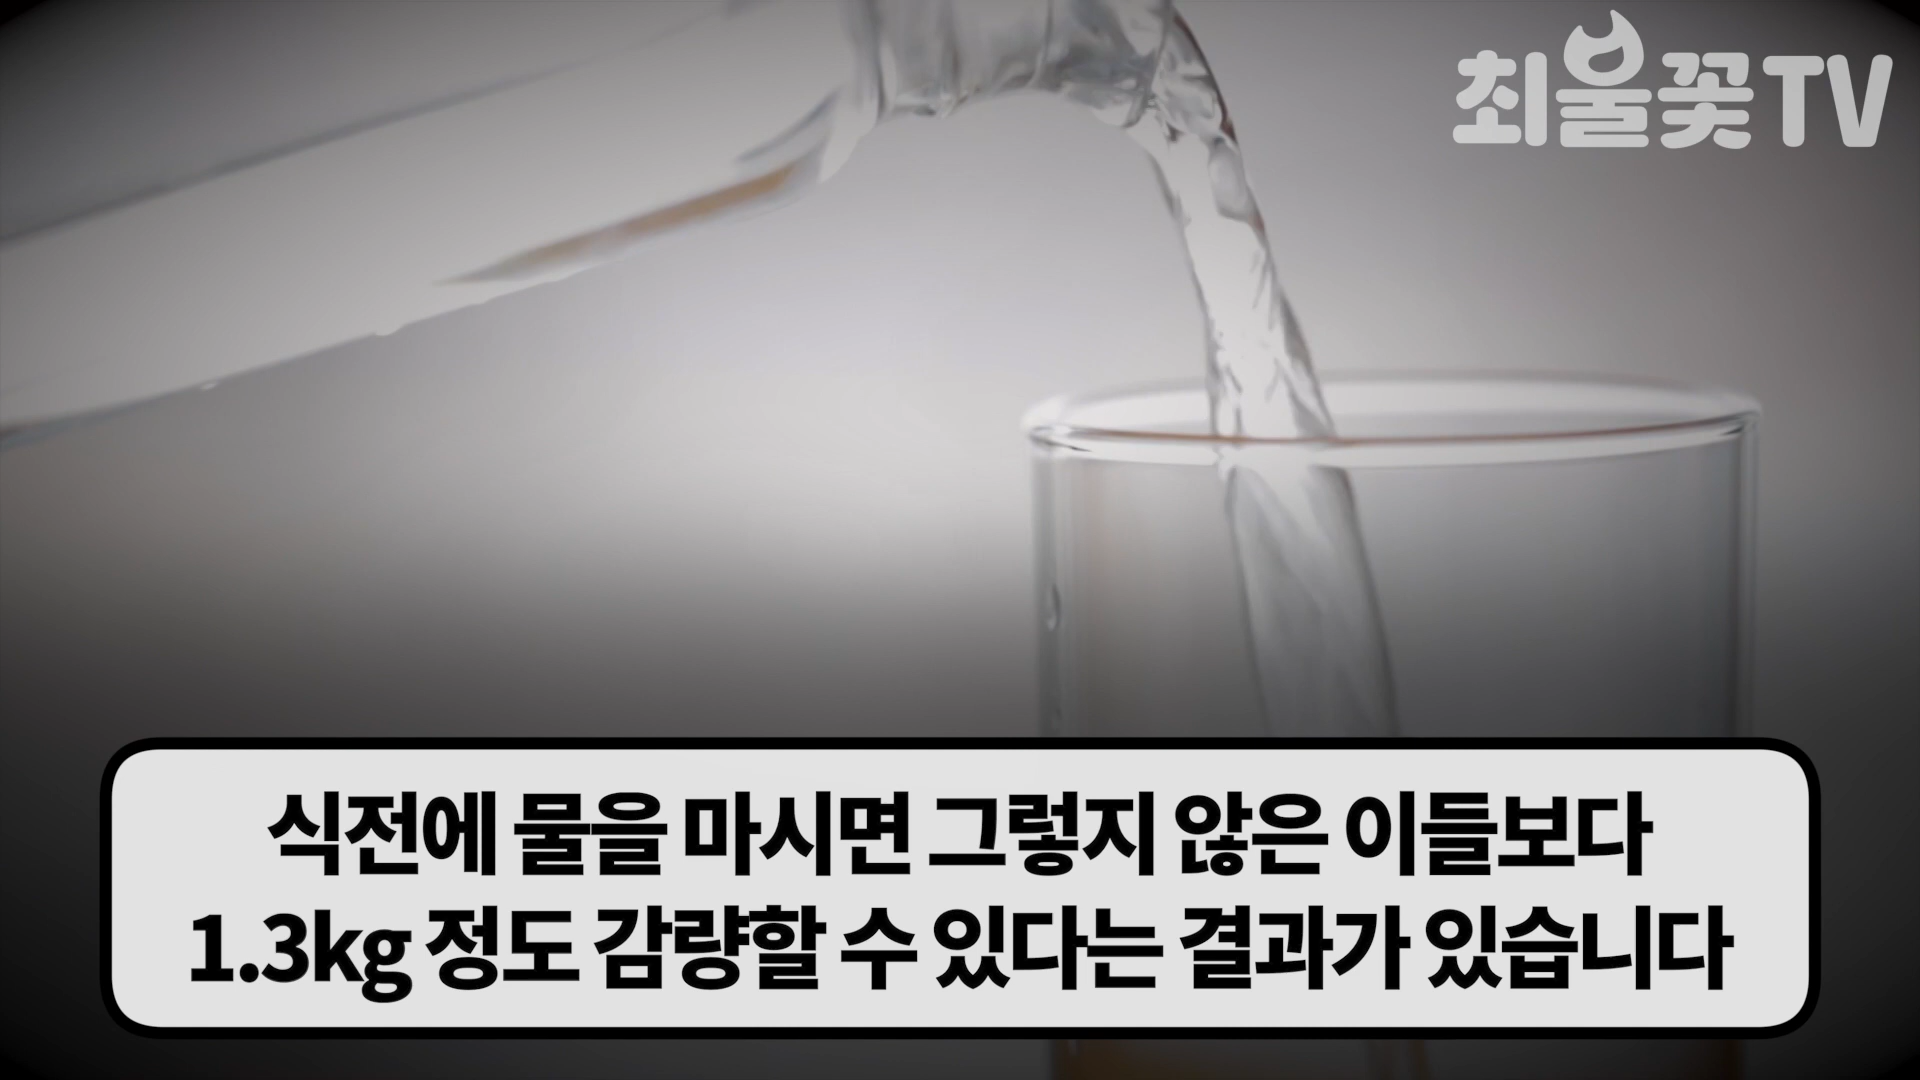 최울꽃TV
식전에 물을 마시면 그렇지 않은 이들보다
1.3kg 정도 감량할 수 있다는 결과가 있습니다